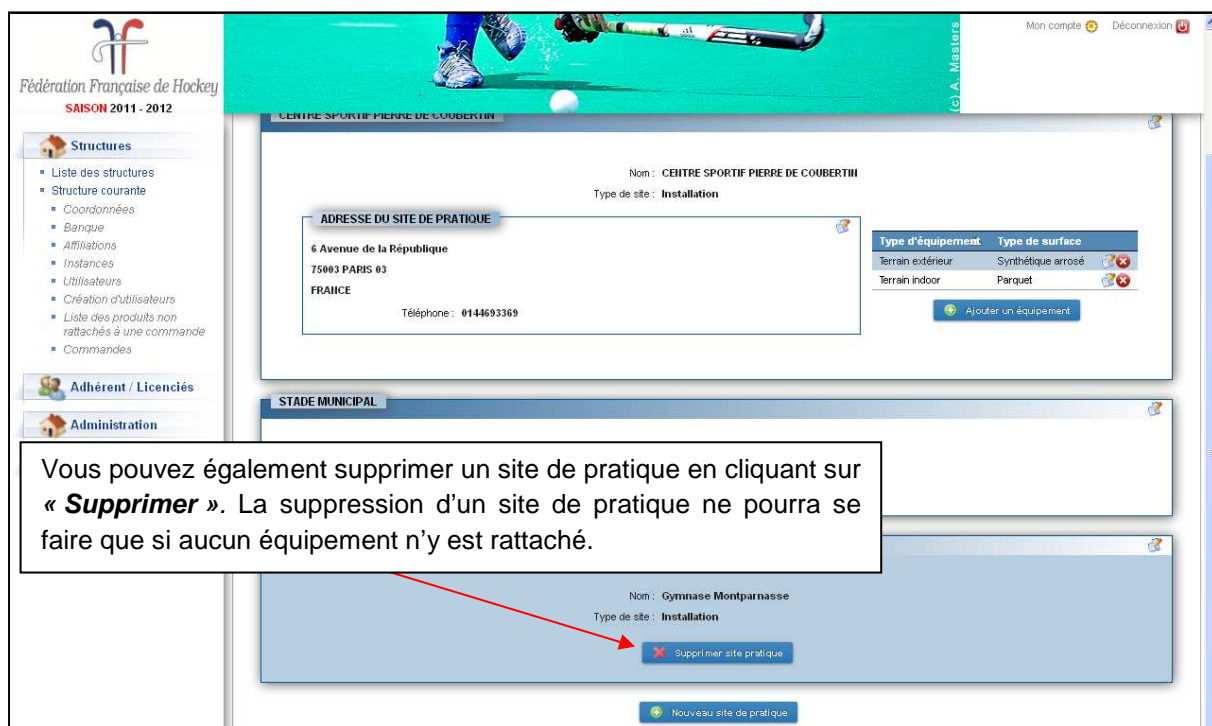 Mon compte
Déconnexion
(c) A. Masters
Fédération Française de Hockey
SAISON 2011 - 2012
Structures
Liste des structures
Structure courante
Coordonnées
Banque
Affiliations
Instances
Utilisateurs
Création d'utilisateurs
Liste des produits non
rattachés à une commande
Commandes
Adhérent / Licenciés
Administration
CENTRE SPORTIF PIERRE DE COUBERTIN
Nom : CENTRE SPORTIF PIERRE DE COUBERTIN
Type de site : Installation
ADRESSE DU SITE DE PRATIQUE
6 Avenue de la République
75003 PARIS 03
FRANCE
Téléphone : 0144693369
Type d'équipement Type de surface
Terrain extérieur Synthétique arrosé
Terrain indoor Parquet
Ajouter un équipement
STADE MUNICIPAL
Vous pouvez également supprimer un site de pratique en cliquant sur
« Supprimer ». La suppression d'un site de pratique ne pourra se
faire que si aucun équipement n'y est rattaché.
Nom : Gymnase Montparnasse
Type de site : Installation
Supprimer site pratique
Nouveau site de pratique